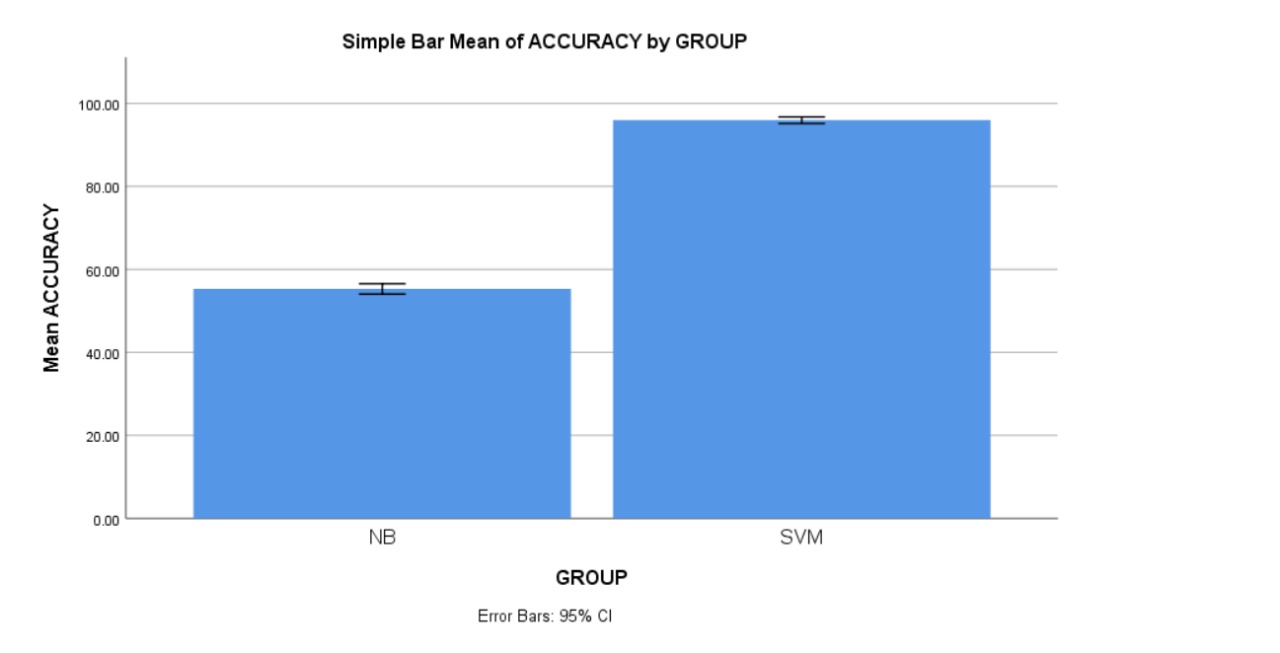 Simple Bar Mean of ACCURACY by GROUP
100.00
80.00
60.00
40.00
20.00
0.00
Mean ACCURACY
NB
SVM
GROUP
Error Bars: 95% CI